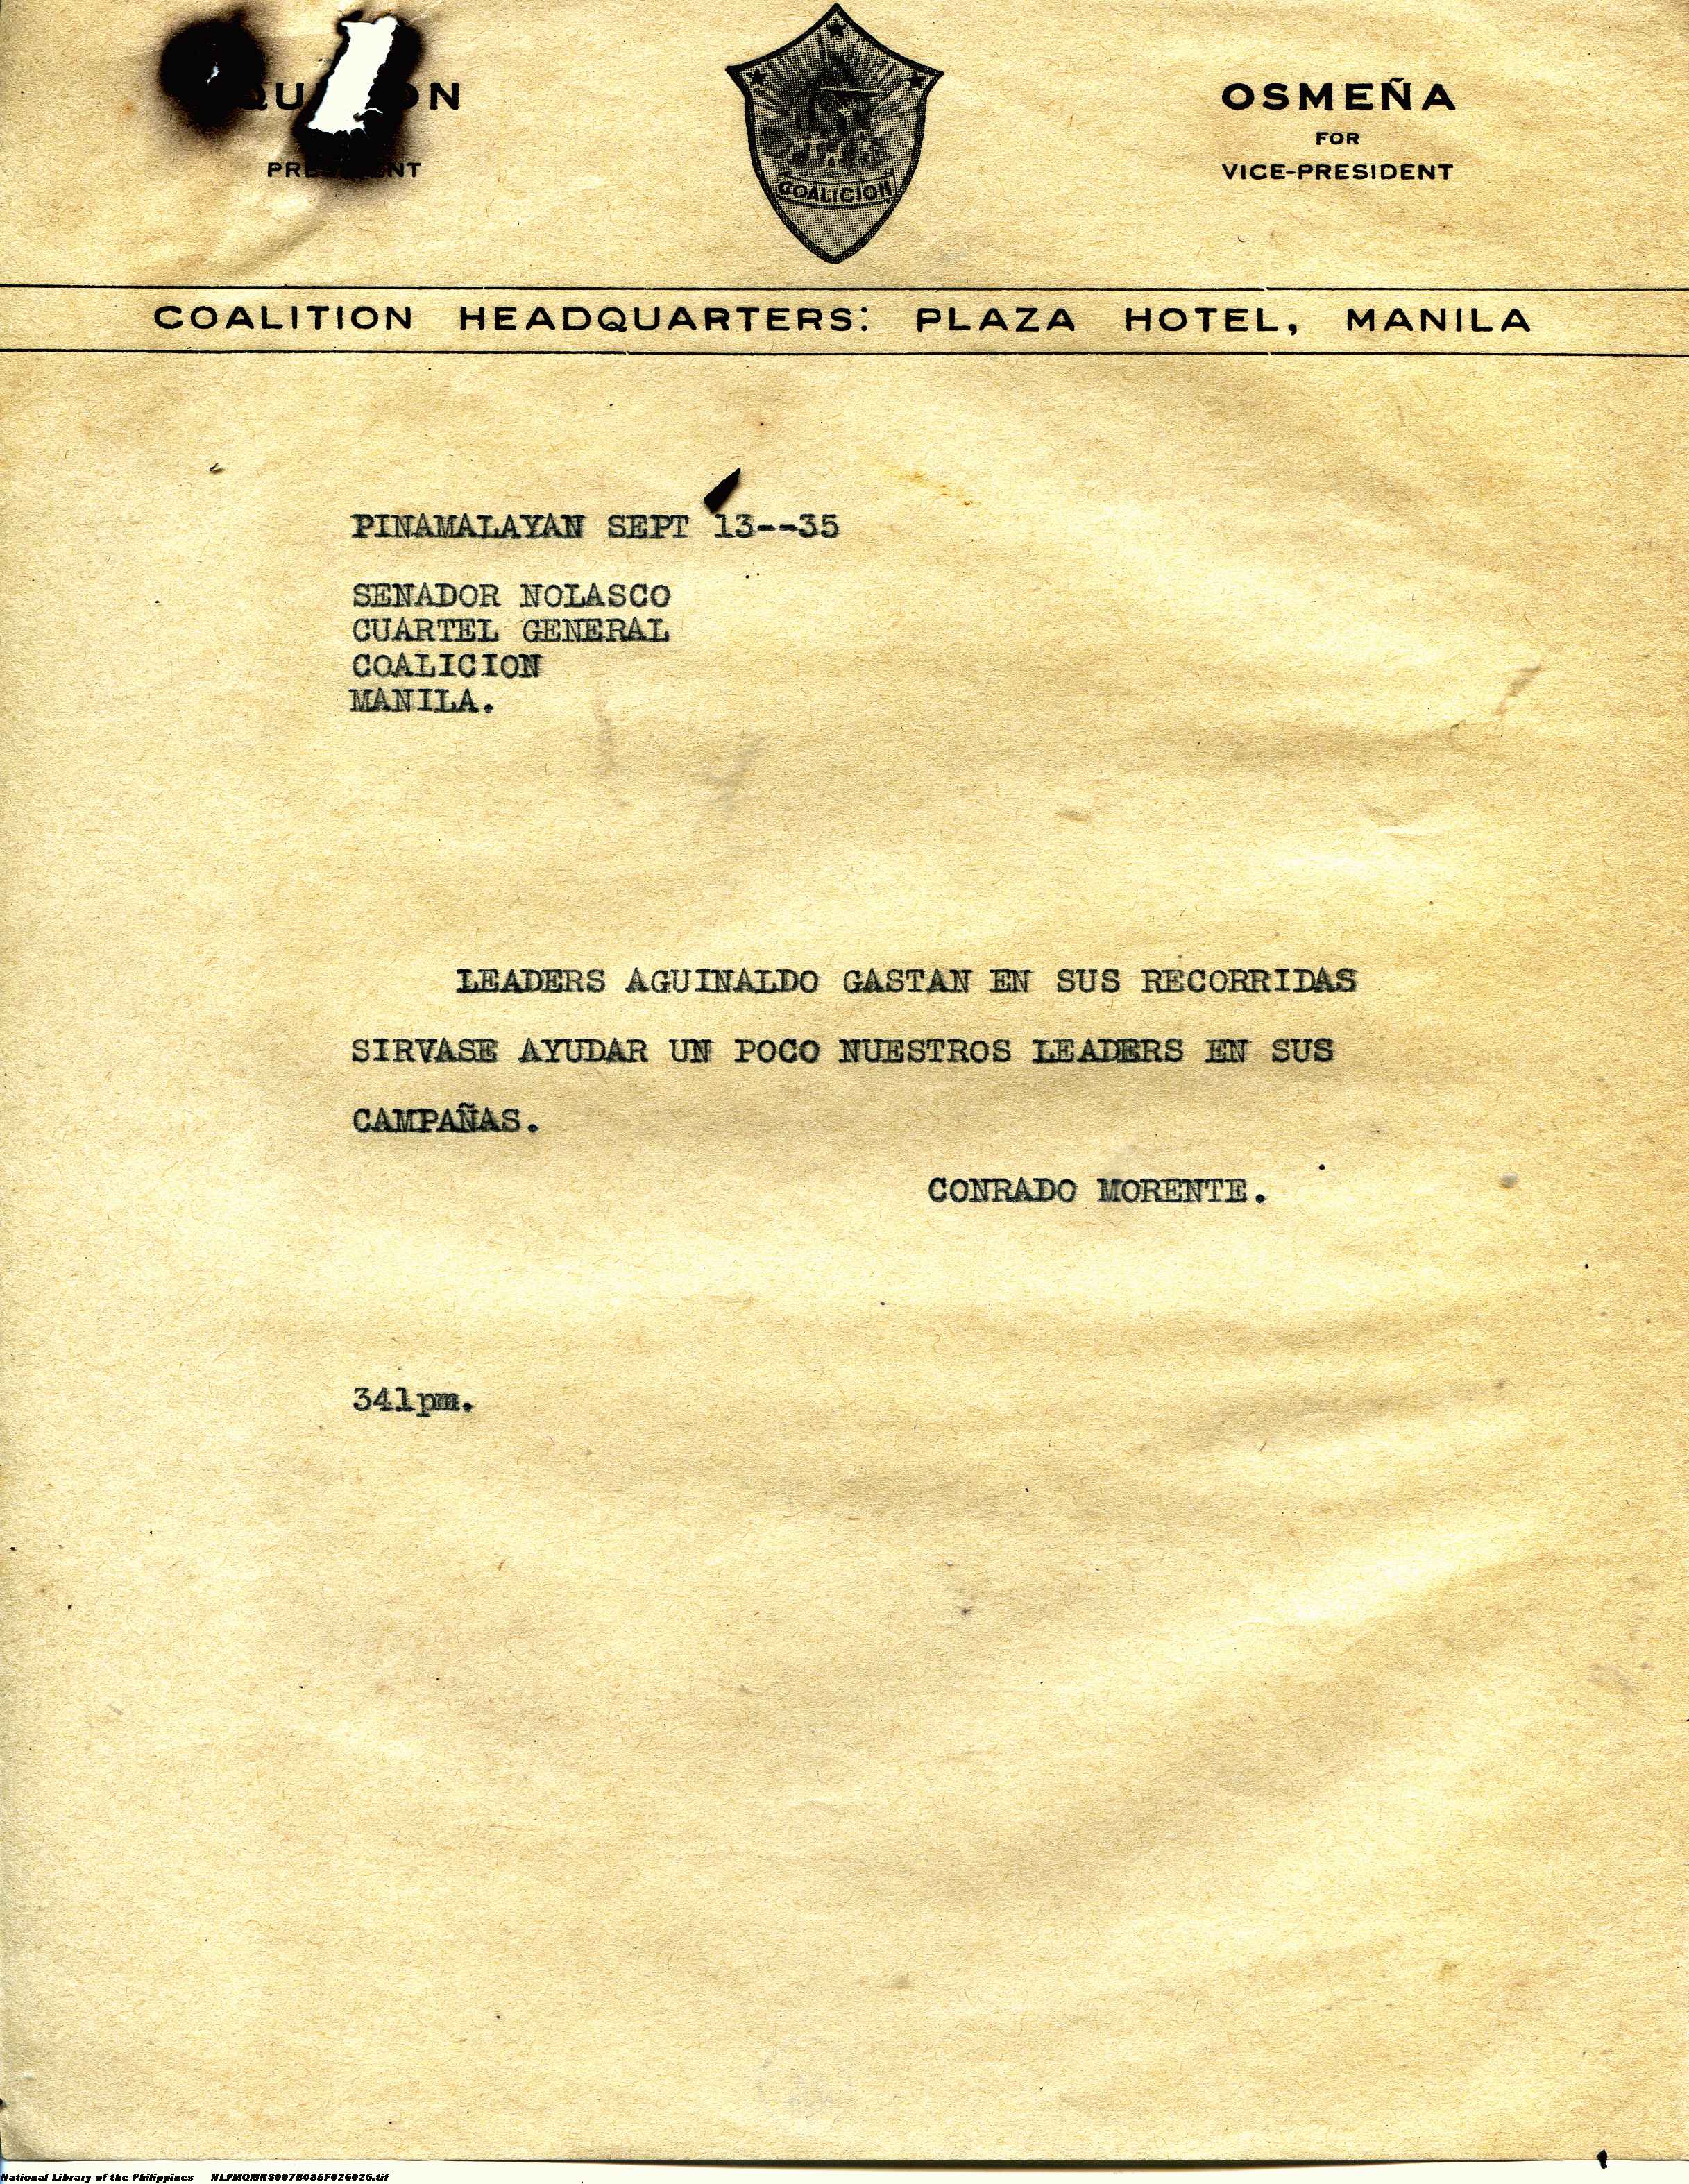 OSMEÑA
FOR
VICE-PRESIDENT
COALICION
COALITION HEADQUARTERS: PLAZA HOTEL, MANILA
PINAMALAYAN SEPT 13--35
SENADOR NOLASCO
CUARTEL GENERAL
COALICION
MANILA.
LEADERS AGUINALDO GASTAN EN SUS RECORRIDAS
SIRVASE AYUDAR UN POCO NUESTROS LEADERS EN SUS
CAMPAÑAS.
CONRADO MORENTE.
341pm.
National Library of the Philippines NLPMQMNS007B085F026026.tif